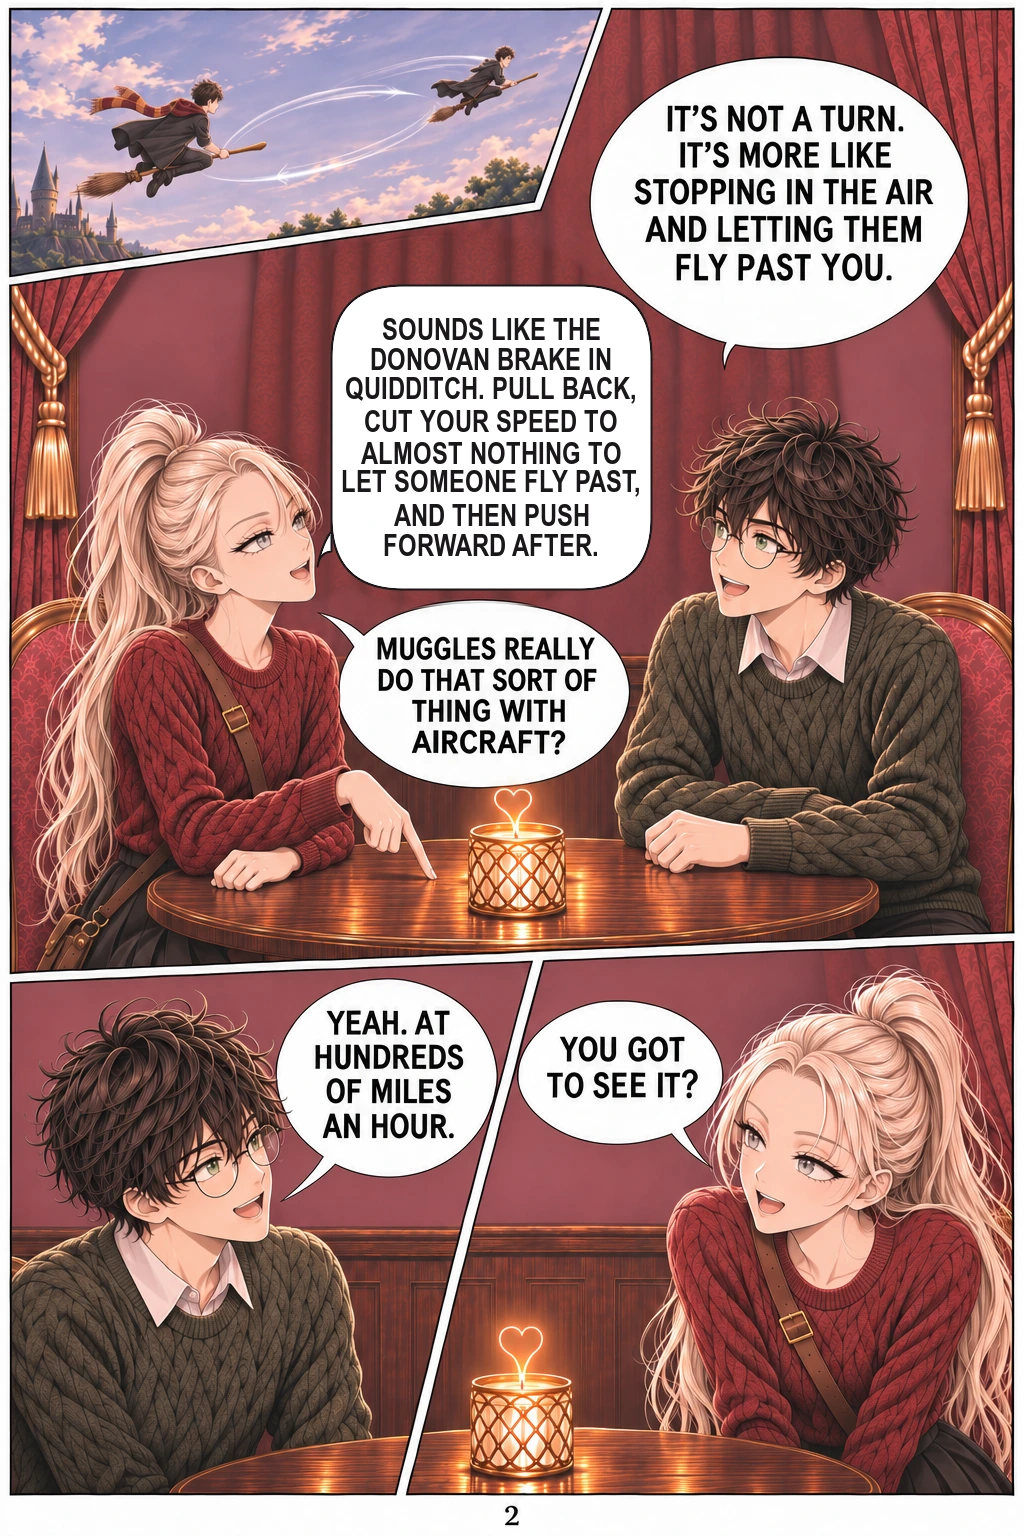 IT'S NOT A TURN.
IT'S MORE LIKE
STOPPING IN THE AIR
AND LETTING THEM
FLY PAST YOU.
SOUNDS LIKE THE
DONOVAN BRAKE IN
QUIDDITCH. PULL BACK,
CUT YOUR SPEED TO
ALMOST NOTHING TO
LET SOMEONE FLY PAST,
AND THEN PUSH
FORWARD AFTER.
MUGGLES REALLY
DO THAT SORT OF
THING WITH
AIRCRAFT?
YEAH. AT
HUNDREDS
OF MILES
AN HOUR.
YOU GOT
TO SEE IT?
2